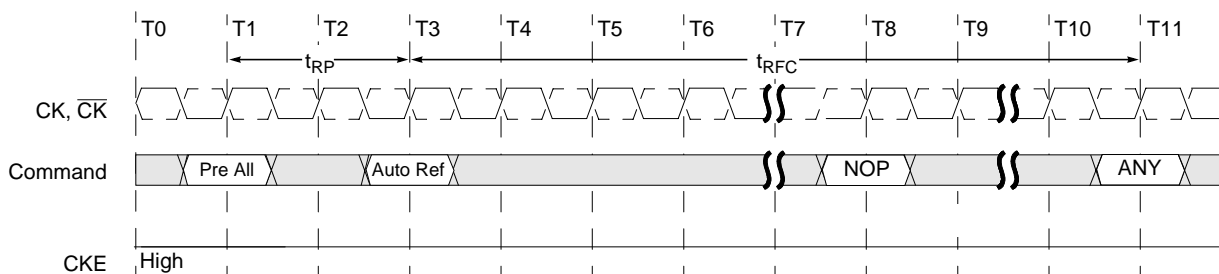 T0 T1 T2 T3 T4 T5 T6 T7 T8 T9 T10 T11
tRP tRFC
CK, C̅K̅
Command Pre All Auto Ref NOP ANY
CKE High